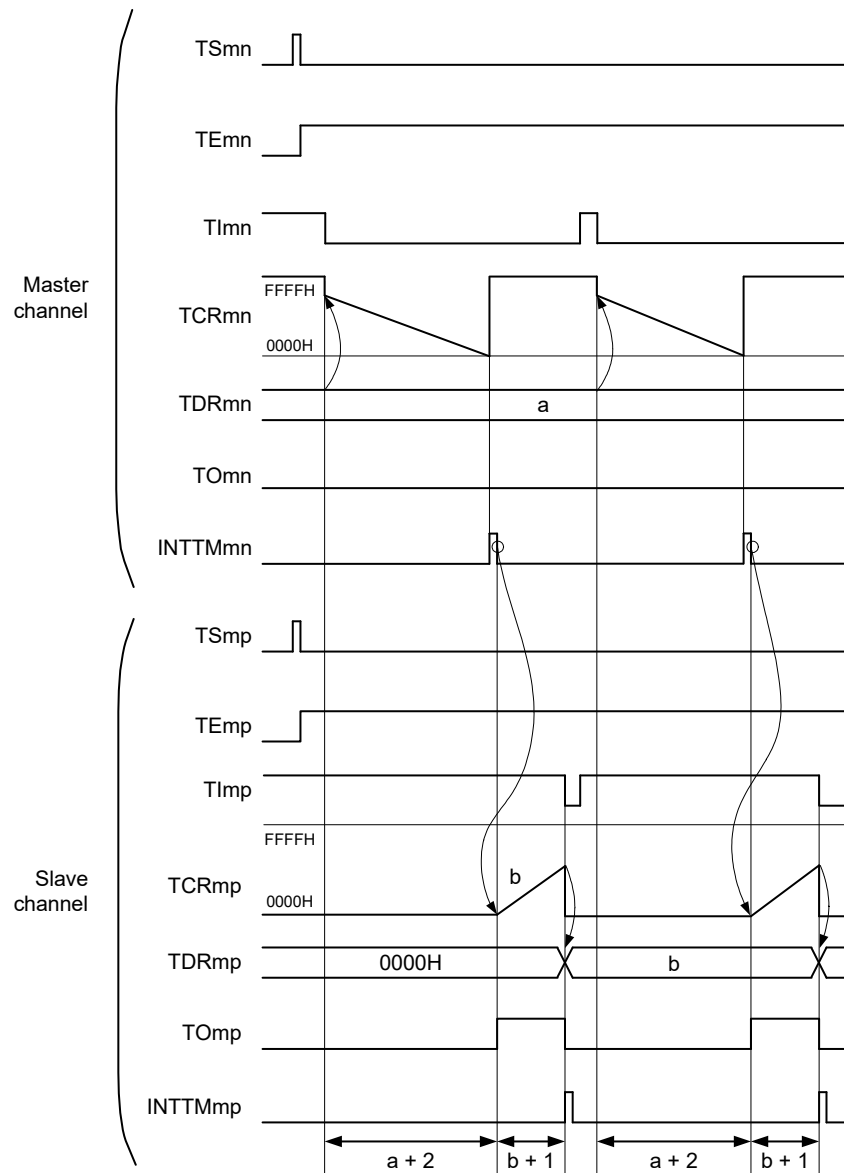 TSmn
TEmn
TImn
Master
channel
FFFFH
TCRmn
0000H
TDRmn
a
TOmn
INTTMmn
TSmp
TEmp
TImp
FFFFH
Slave
channel
TCRmp
b
0000H
TDRmp
0000H
b
TOmp
INTTMmp
a + 2
b + 1
a + 2
b + 1